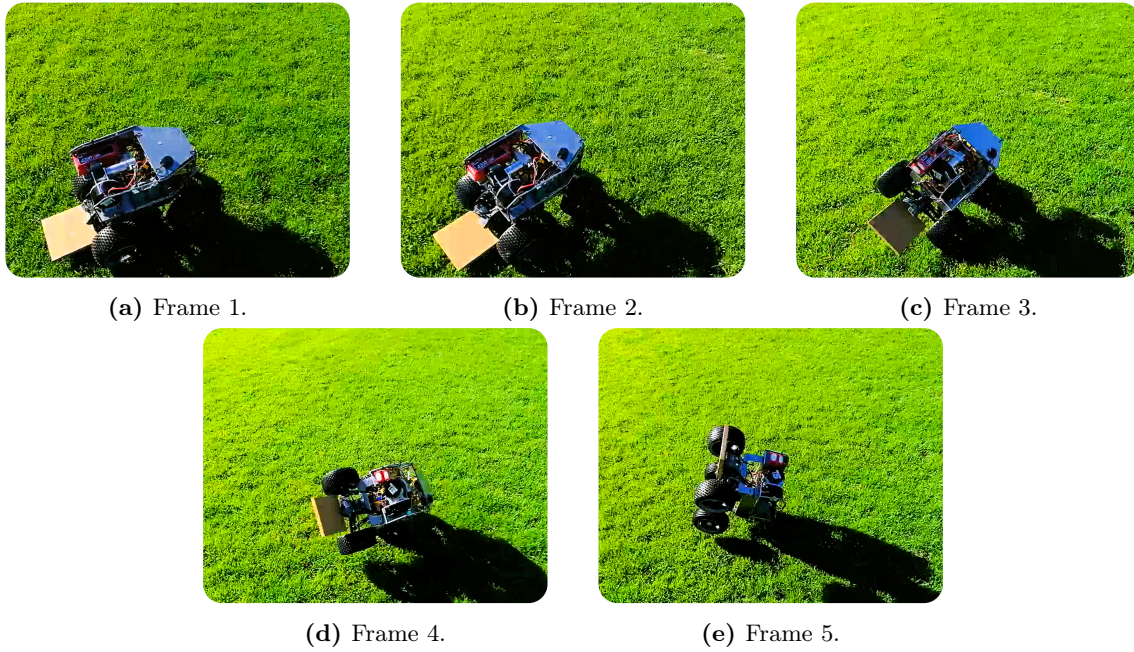 (a) Frame 1.
(b) Frame 2.
(c) Frame 3.
(d) Frame 4.
(e) Frame 5.